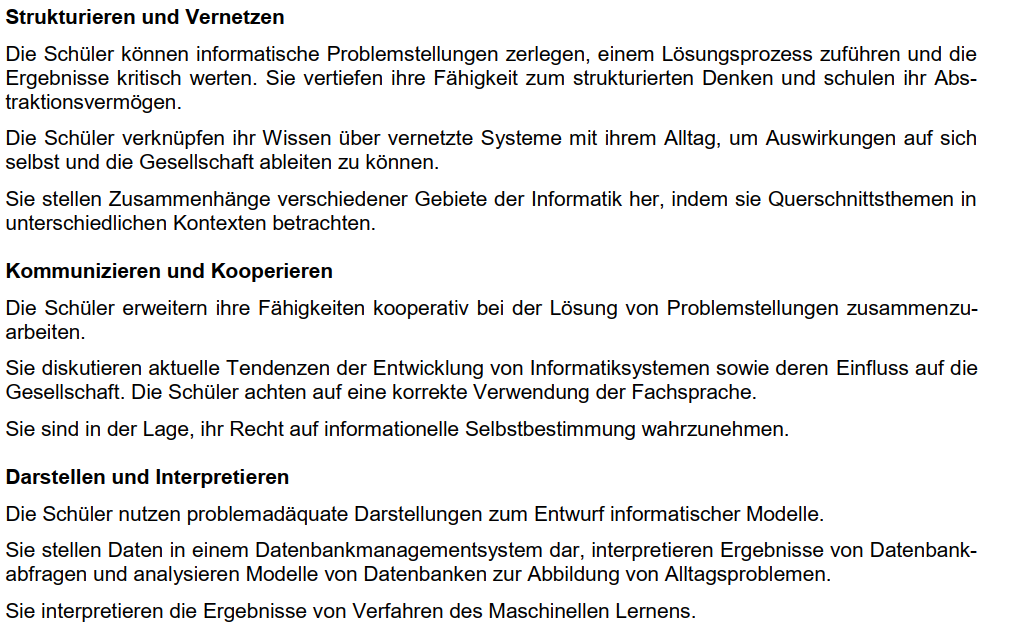 Strukturieren und Vernetzen
Die Schüler können informatische Problemstellungen zerlegen, einem Lösungsprozess zuführen und die
Ergebnisse kritisch werten. Sie vertiefen ihre Fähigkeit zum strukturierten Denken und schulen ihr Abs-
traktionsvermögen.
Die Schüler verknüpfen ihr Wissen über vernetzte Systeme mit ihrem Alltag, um Auswirkungen auf sich
selbst und die Gesellschaft ableiten zu können.
Sie stellen Zusammenhänge verschiedener Gebiete der Informatik her, indem sie Querschnittsthemen in
unterschiedlichen Kontexten betrachten.
Kommunizieren und Kooperieren
Die Schüler erweitern ihre Fähigkeiten kooperativ bei der Lösung von Problemstellungen zusammenzu-
arbeiten.
Sie diskutieren aktuelle Tendenzen der Entwicklung von Informatiksystemen sowie deren Einfluss auf die
Gesellschaft. Die Schüler achten auf eine korrekte Verwendung der Fachsprache.
Sie sind in der Lage, ihr Recht auf informationelle Selbstbestimmung wahrzunehmen.
Darstellen und Interpretieren
Die Schüler nutzen problemadäquate Darstellungen zum Entwurf informatischer Modelle.
Sie stellen Daten in einem Datenbankmanagementsystem dar, interpretieren Ergebnisse von Datenbank-
abfragen und analysieren Modelle von Datenbanken zur Abbildung von Alltagsproblemen.
Sie interpretieren die Ergebnisse von Verfahren des Maschinellen Lernens.